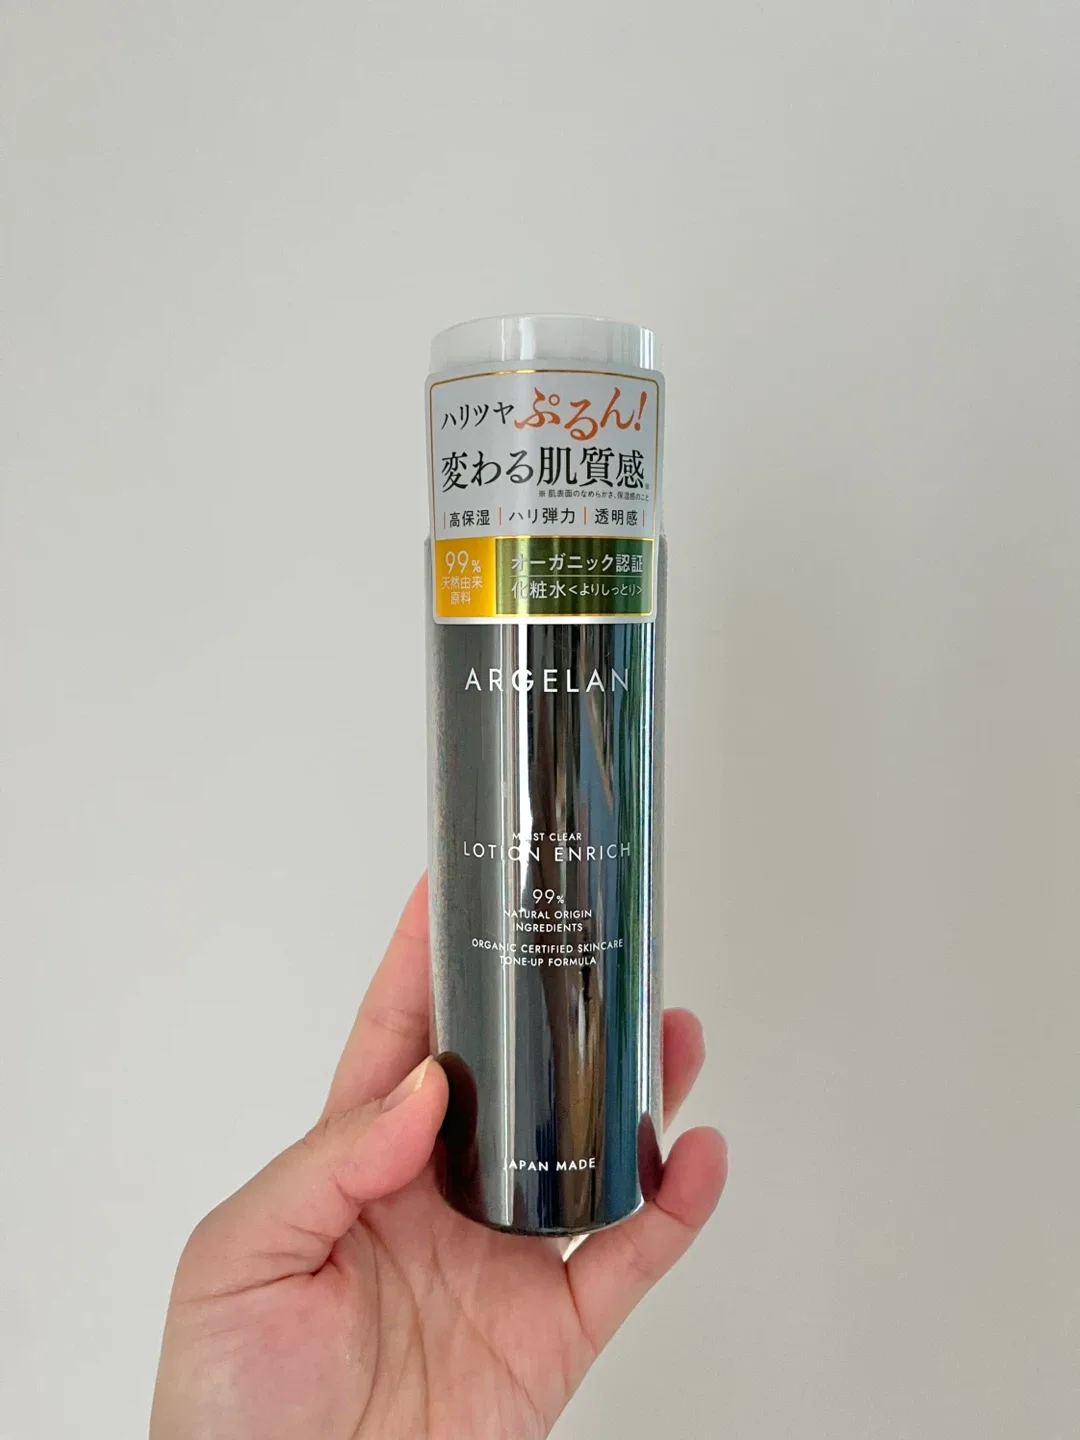 ハリツヤ ぷるん!
変わる肌質感※
※ 肌表面のなめらかさ、保湿感のこと
|高保湿|ハリ弾力|透明感|
99%
天然由来
原料
オーガニック認証
化粧水<よりしっとり>
ARGELAN
MOIST CLEAR
LOTION ENRICH
99%
NATURAL ORIGIN
INGREDIENTS
ORGANIC CERTIFIED SKINCARE
TONE-UP FORMULA
JAPAN MADE